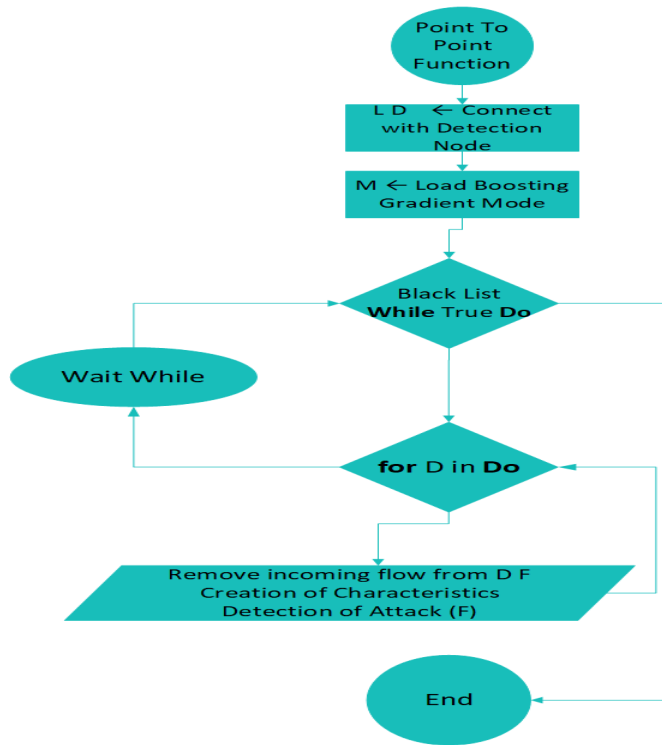 Point To
Point
Function
L D ← Connect
with Detection
Node
M ← Load Boosting
Gradient Mode
Black List
While True Do
Wait While
for D in Do
Remove incoming flow from D F
Creation of Characteristics
Detection of Attack (F)
End